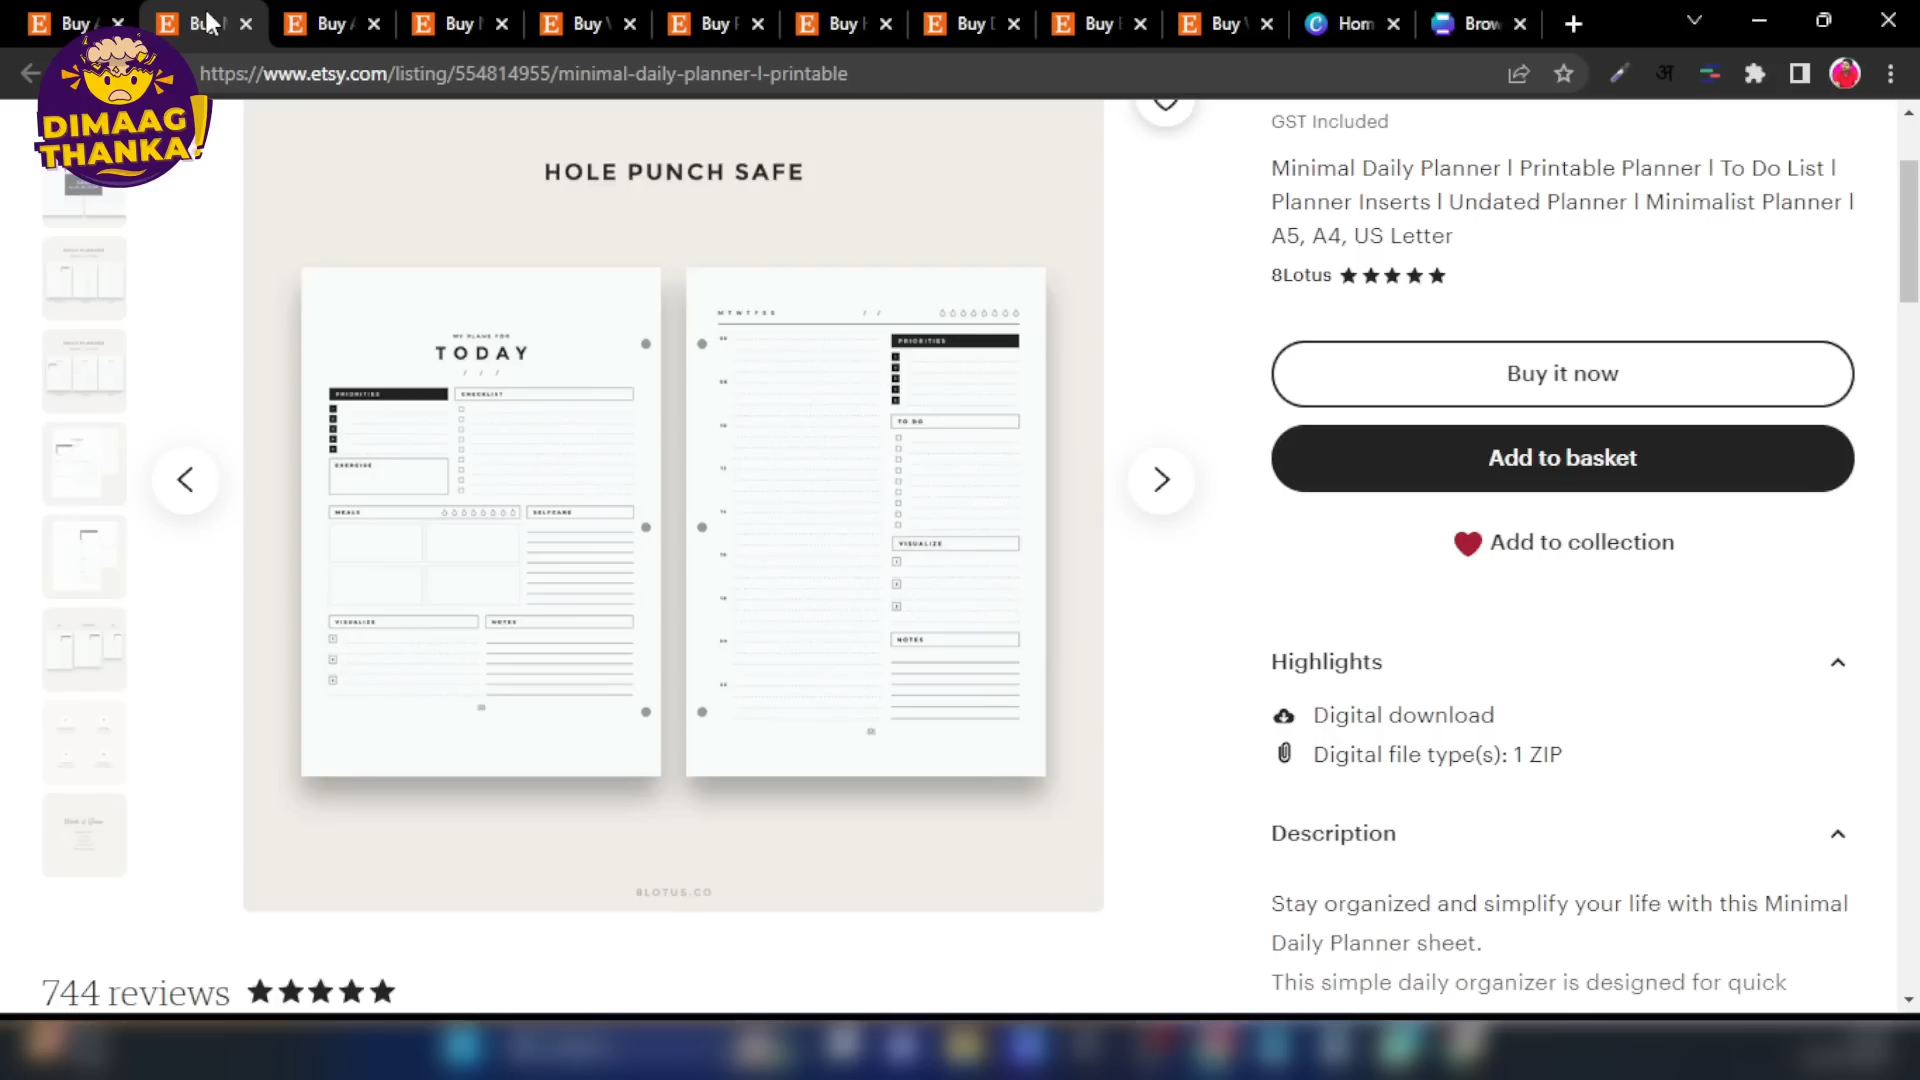 Buy
Buy
Buy
Buy
Buy
Buy
Buy
Buy
Buy
Buy
Hom
Brow
https://www.etsy.com/listing/554814955/minimal-daily-planner-l-printable
DIMAAG
THANKA!
HOLE PUNCH SAFE
MY PLANS FOR
TODAY
/ / /
PRIORITIES
CHECKLIST
EXERCISE
MEALS
SELFCARE
VISUALIZE
NOTES
M T W T F S S
/ /
PRIORITIES
TO DO
VISUALIZE
NOTES
8LOTUS.CO
744 reviews
GST Included
Minimal Daily Planner l Printable Planner l To Do List l
Planner Inserts l Undated Planner l Minimalist Planner l
A5, A4, US Letter
8Lotus
Buy it now
Add to basket
Add to collection
Highlights
Digital download
Digital file type(s): 1 ZIP
Description
Stay organized and simplify your life with this Minimal
Daily Planner sheet.
This simple daily organizer is designed for quick